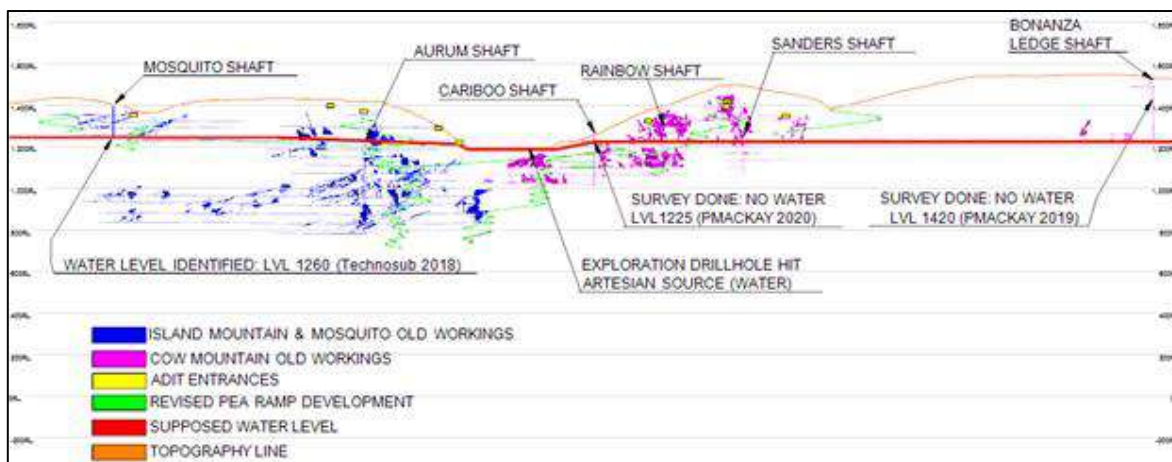 BONANZA
LEDGE SHAFT
SANDERS SHAFT
AURUM SHAFT
MOSQUITO SHAFT
RAINBOW SHAFT
CARIBOO SHAFT
SURVEY DONE: NO WATER
LVL1225 (PMACKAY 2020)
SURVEY DONE: NO WATER
LVL 1420 (PMACKAY 2019)
WATER LEVEL IDENTIFIED: LVL 1260 (Technosub 2018)
EXPLORATION DRILLHOLE HIT
ARTESIAN SOURCE (WATER)
ISLAND MOUNTAIN & MOSQUITO OLD WORKINGS
COW MOUNTAIN OLD WORKINGS
ADIT ENTRANCES
REVISED PEA RAMP DEVELOPMENT
SUPPOSED WATER LEVEL
TOPOGRAPHY LINE